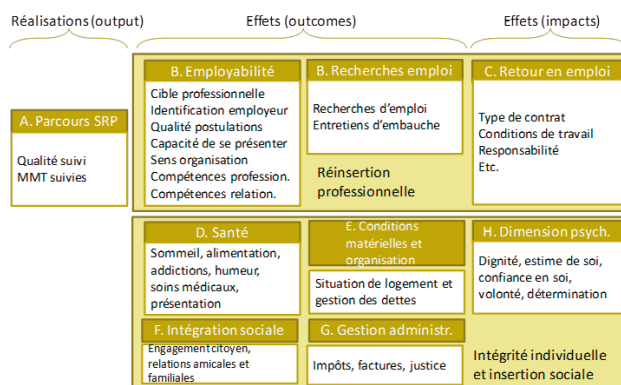 Réalisations (output)
Effets (outcomes)
Effets (impacts)
A. Parcours SRP
Qualité suivi
MMT suivies
B. Employabilité
Cible professionnelle
Identification employeur
Qualité postulations
Capacité de se présenter
Sens organisation
Compétences profession.
Compétences relation.
B. Recherches emploi
Recherches d'emploi
Entretiens d'embauche
Réinsertion
professionnelle
C. Retour en emploi
Type de contrat
Conditions de travail
Responsabilité
Etc.
D. Santé
Sommeil, alimentation,
addictions, humeur,
soins médicaux,
présentation
E. Conditions
matérielles et
organisation
Situation de logement et
gestion des dettes
H. Dimension psych.
Dignité, estime de soi,
confiance en soi,
volonté, détermination
F. Intégration sociale
Engagement citoyen,
relations amicales et
familiales
G. Gestion administr.
Impôts, factures, justice
Intégrité individuelle
et insertion sociale